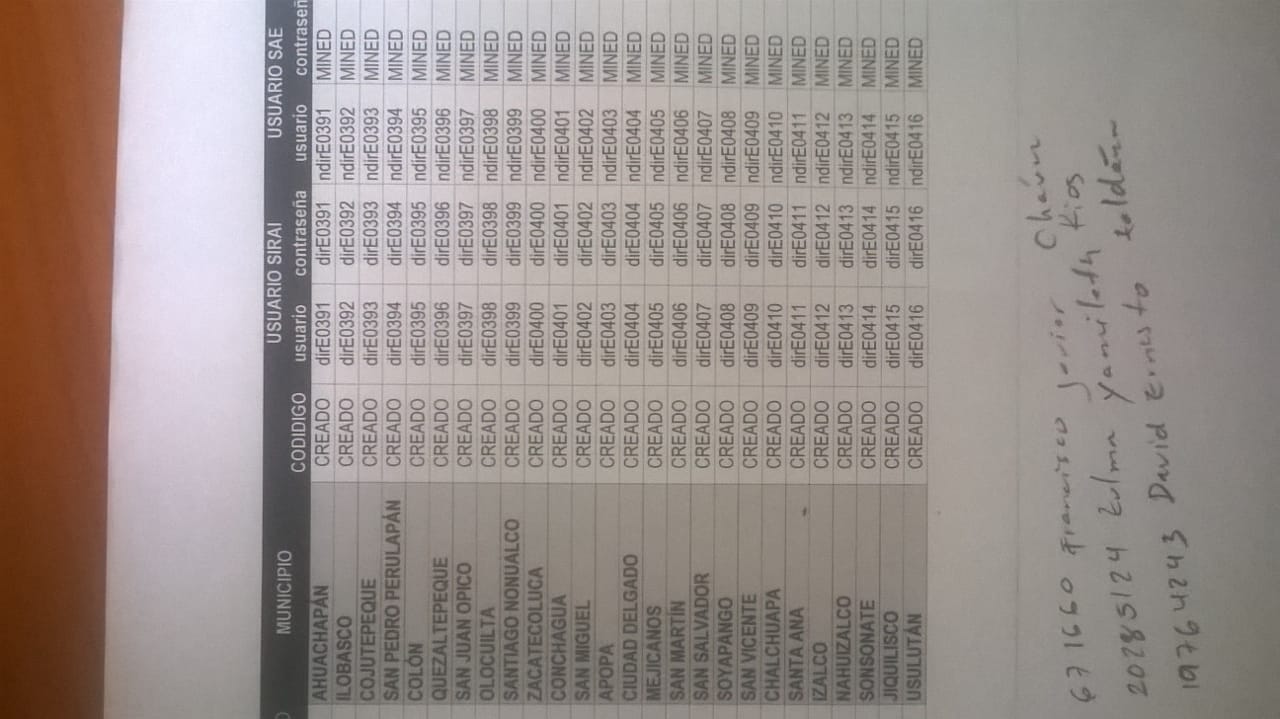 MUNICIPIO CODIDIGO USUARIO SIRAI USUARIO SAE
usuario contraseña usuario contraseñ
AHUACHAPÁN CREADO dirE0391 dirE0391 ndirE0391 MINED
ILOBASCO CREADO dirE0392 dirE0392 ndirE0392 MINED
COJUTEPEQUE CREADO dirE0393 dirE0393 ndirE0393 MINED
SAN PEDRO PERULAPÁN CREADO dirE0394 dirE0394 ndirE0394 MINED
COLÓN CREADO dirE0395 dirE0395 ndirE0395 MINED
QUEZALTEPEQUE CREADO dirE0396 dirE0396 ndirE0396 MINED
SAN JUAN OPICO CREADO dirE0397 dirE0397 ndirE0397 MINED
OLOCUILTA CREADO dirE0398 dirE0398 ndirE0398 MINED
SANTIAGO NONUALCO CREADO dirE0399 dirE0399 ndirE0399 MINED
ZACATECOLUCA CREADO dirE0400 dirE0400 ndirE0400 MINED
CONCHAGUA CREADO dirE0401 dirE0401 ndirE0401 MINED
SAN MIGUEL CREADO dirE0402 dirE0402 ndirE0402 MINED
APOPA CREADO dirE0403 dirE0403 ndirE0403 MINED
CIUDAD DELGADO CREADO dirE0404 dirE0404 ndirE0404 MINED
MEJICANOS CREADO dirE0405 dirE0405 ndirE0405 MINED
SAN MARTÍN CREADO dirE0406 dirE0406 ndirE0406 MINED
SAN SALVADOR CREADO dirE0407 dirE0407 ndirE0407 MINED
SOYAPANGO CREADO dirE0408 dirE0408 ndirE0408 MINED
SAN VICENTE CREADO dirE0409 dirE0409 ndirE0409 MINED
CHALCHUAPA CREADO dirE0410 dirE0410 ndirE0410 MINED
SANTA ANA CREADO dirE0411 dirE0411 ndirE0411 MINED
IZALCO CREADO dirE0412 dirE0412 ndirE0412 MINED
NAHUIZALCO CREADO dirE0413 dirE0413 ndirE0413 MINED
SONSONATE CREADO dirE0414 dirE0414 ndirE0414 MINED
JIQUILISCO CREADO dirE0415 dirE0415 ndirE0415 MINED
USULUTÁN CREADO dirE0416 dirE0416 ndirE0416 MINED
671660 Francisco Javier
20285124 Zulma Yamileth Rios
19764243 David Ernesto